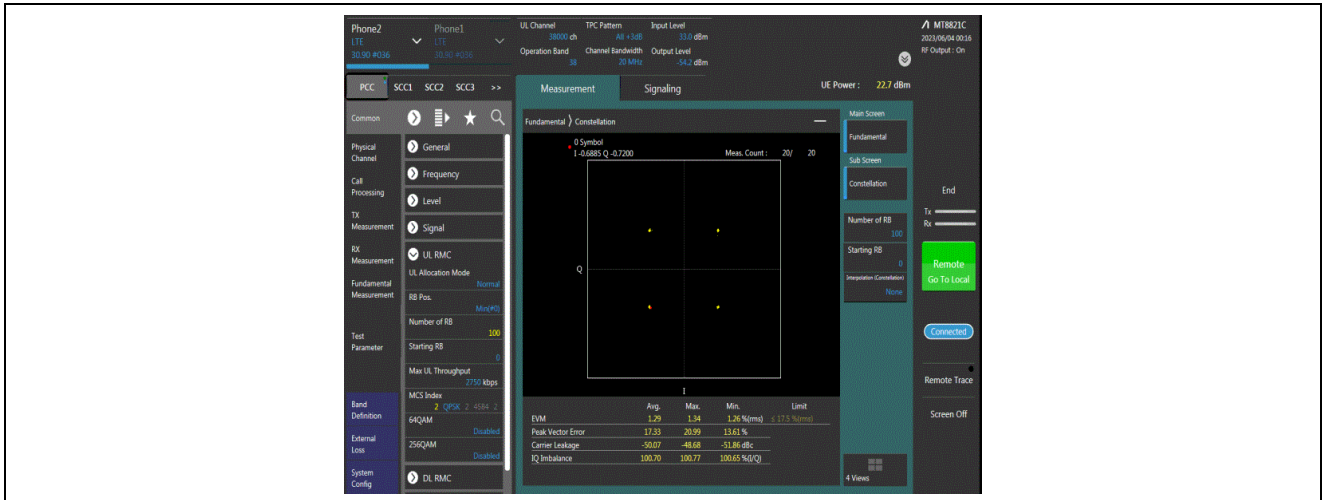 Phone2
LTE
30.90 #036
Phone1
LTE
30.90 #036
UL Channel
38000 ch
TPC Pattern
All +3dB
Input Level
33.0 dBm
Operation Band
38
Channel Bandwidth
20 MHz
Output Level
-54.2 dBm
MT8821C
2023/06/04 00:16
RF Output : On
PCC SCC1 SCC2 SCC3 >>
Measurement Signaling
UE Power : 22.7 dBm
Common
Physical
Channel
Call
Processing
TX
Measurement
RX
Measurement
Fundamental
Measurement
Test
Parameter
Band
Definition
External
Loss
System
Config
General
Frequency
Level
Signal
UL RMC
UL Allocation Mode
Normal
RB Pos.
Min(#0)
Number of RB
100
Starting RB
0
Max UL Throughput
2750 kbps
MCS Index
2 QPSK 2 4584 2
64QAM
Disabled
256QAM
Disabled
DL RMC
Fundamental 〉 Constellation
0 Symbol
I -0.6885 Q -0.7200
Meas. Count : 20/ 20
Q
I
Avg. Max. Min. Limit
EVM 1.29 1.34 1.26 %(rms) ≤ 17.5 %(rms)
Peak Vector Error 17.33 20.99 13.61 %
Carrier Leakage -50.07 -48.68 -51.86 dBc
IQ Imbalance 100.70 100.77 100.65 %(I/Q)
Main Screen
Fundamental
Sub Screen
Constellation
Number of RB
100
Starting RB
0
Interpolation (Constellation)
None
4 Views
End
Tx
Rx
Remote
Go To Local
Connected
Remote Trace
Screen Off